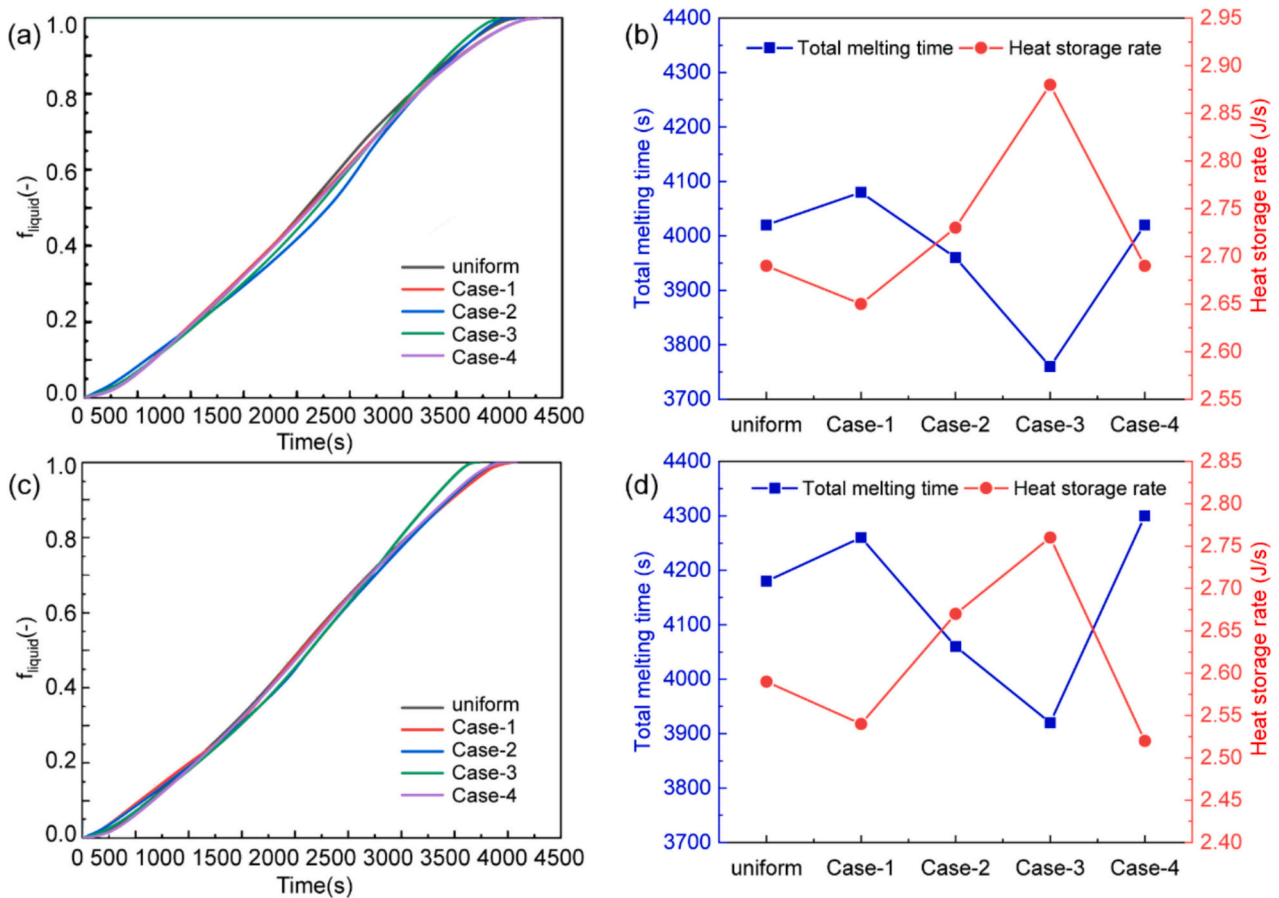 (a)
1.0
0.8
0.6
0.4
0.2
0.0
f_liquid(-)
uniform
Case-1
Case-2
Case-3
Case-4
0 500 1000 1500 2000 2500 3000 3500 4000 4500
Time(s)
(b)
Total melting time
Heat storage rate
4400
4300
4200
4100
4000
3900
3800
3700
Total melting time (s)
2.95
2.90
2.85
2.80
2.75
2.70
2.65
2.60
2.55
Heat storage rate (J/s)
uniform Case-1 Case-2 Case-3 Case-4
(c)
1.0
0.8
0.6
0.4
0.2
0.0
f_liquid(-)
uniform
Case-1
Case-2
Case-3
Case-4
0 500 1000 1500 2000 2500 3000 3500 4000 4500
Time(s)
(d)
Total melting time
Heat storage rate
4400
4300
4200
4100
4000
3900
3800
3700
Total melting time (s)
2.85
2.80
2.75
2.70
2.65
2.60
2.55
2.50
2.45
2.40
Heat storage rate (J/s)
uniform Case-1 Case-2 Case-3 Case-4